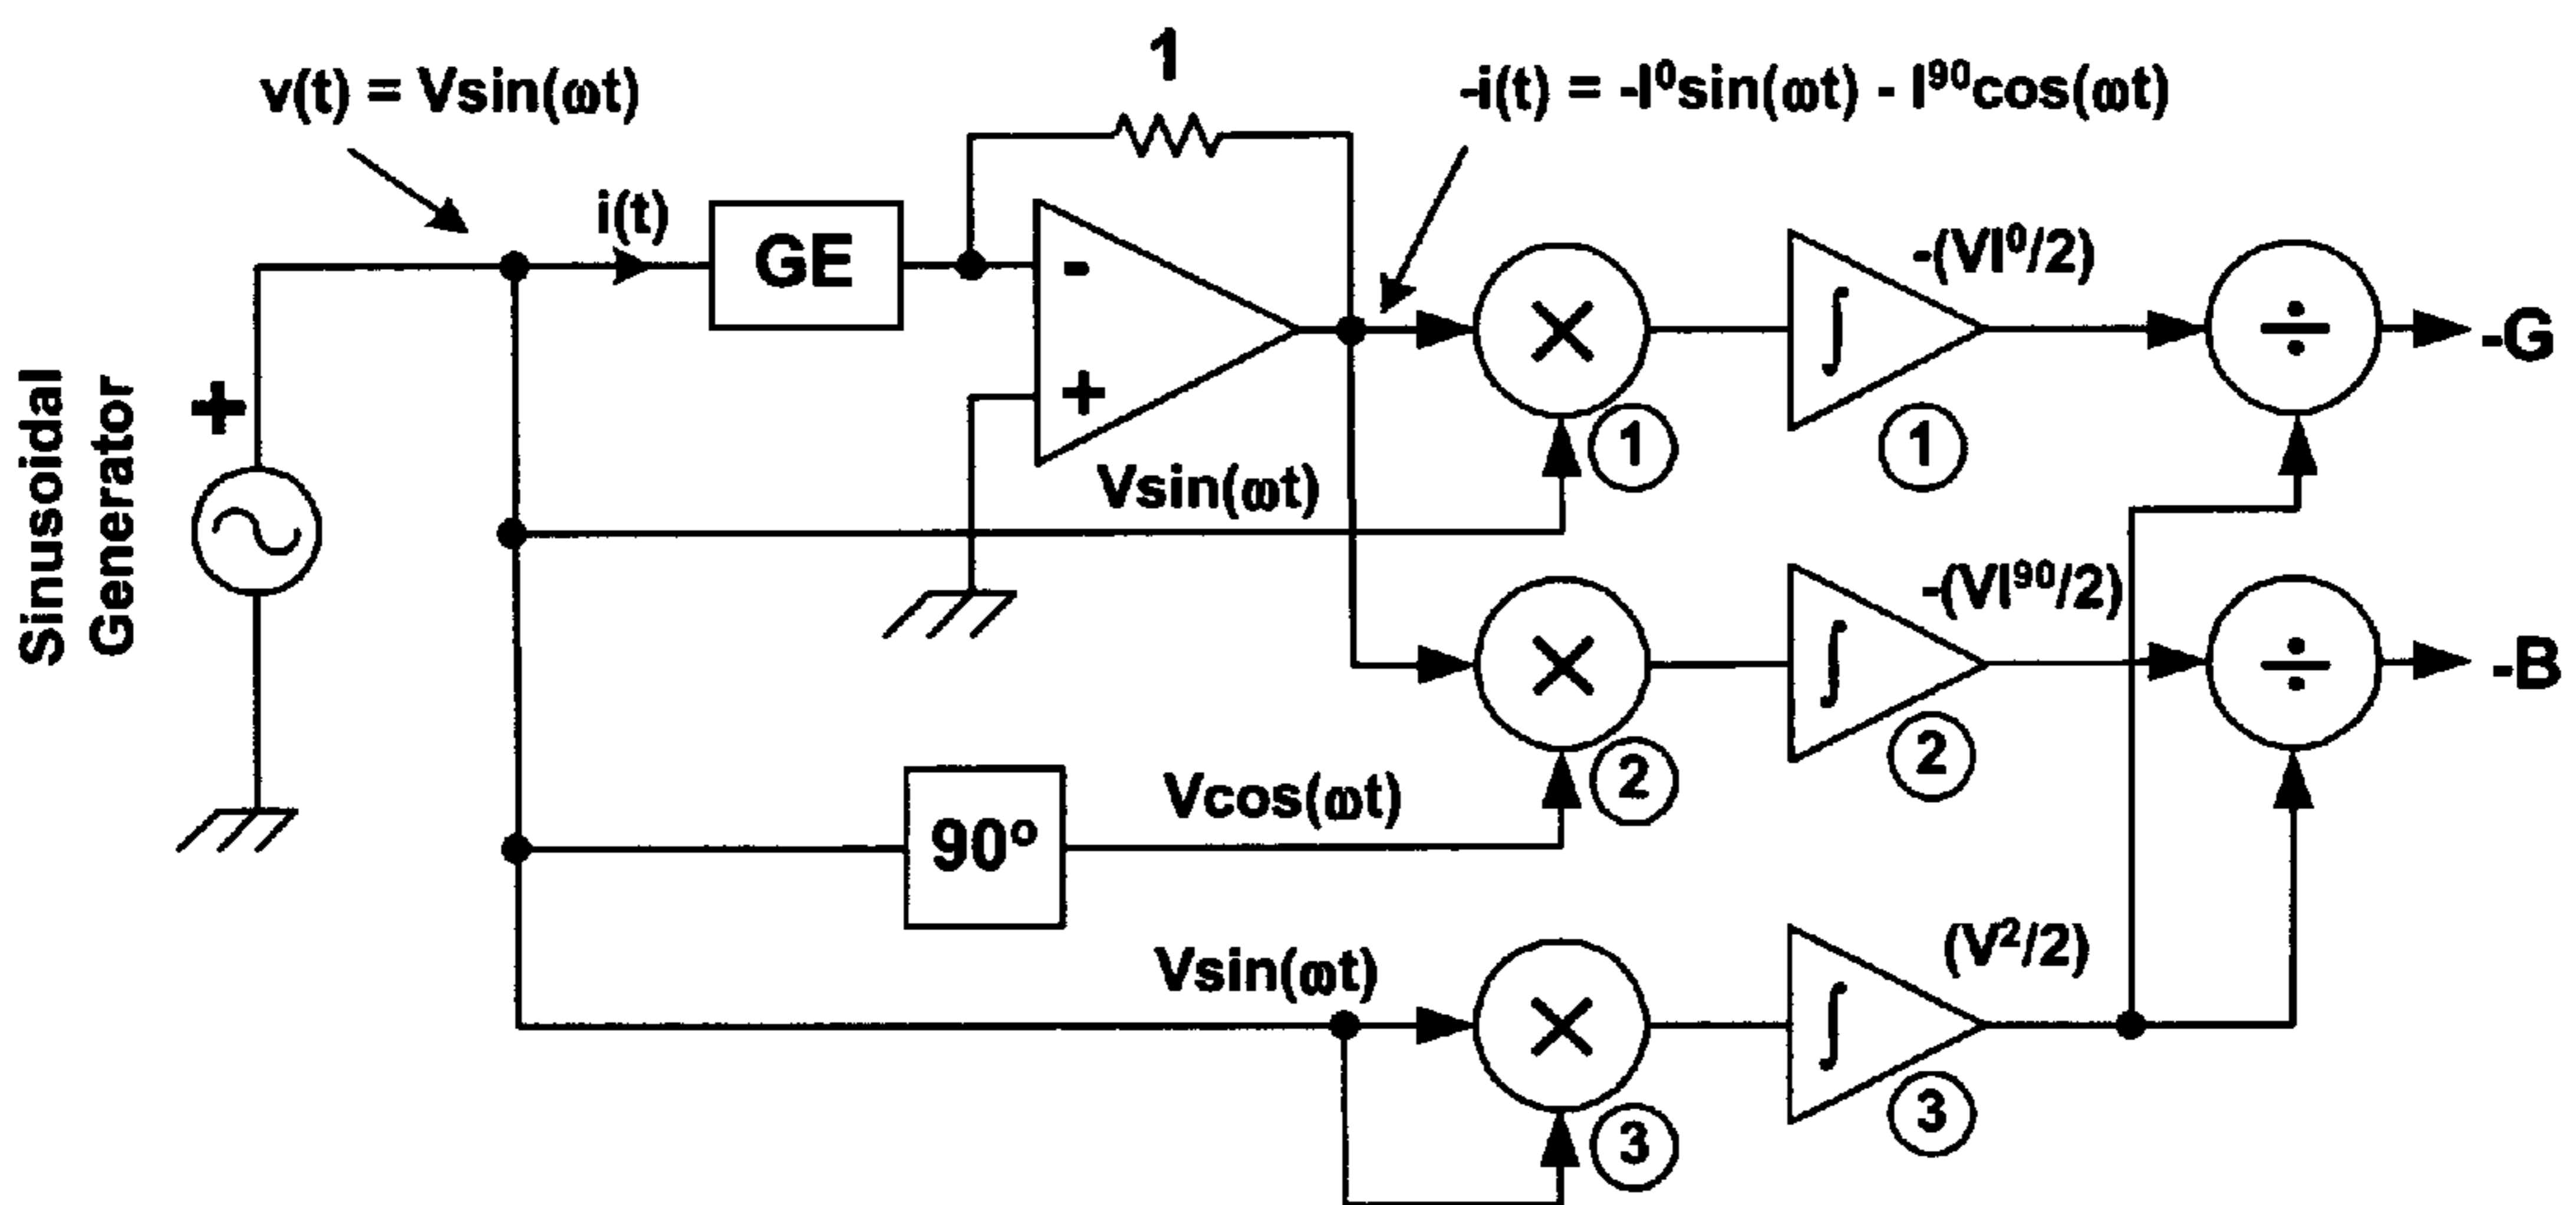 1
v(t) = Vsin(ωt)
-i(t) = -I⁰sin(ωt) - I⁹⁰cos(ωt)
i(t)
GE
-
+
-(VI⁰/2)
∫
÷
-G
×
1
1
Sinusoidal
Generator
+
Vsin(ωt)
-(VI⁹⁰/2)
×
∫
÷
-B
2
2
90º
Vcos(ωt)
Vsin(ωt)
(V²/2)
×
∫
3
3